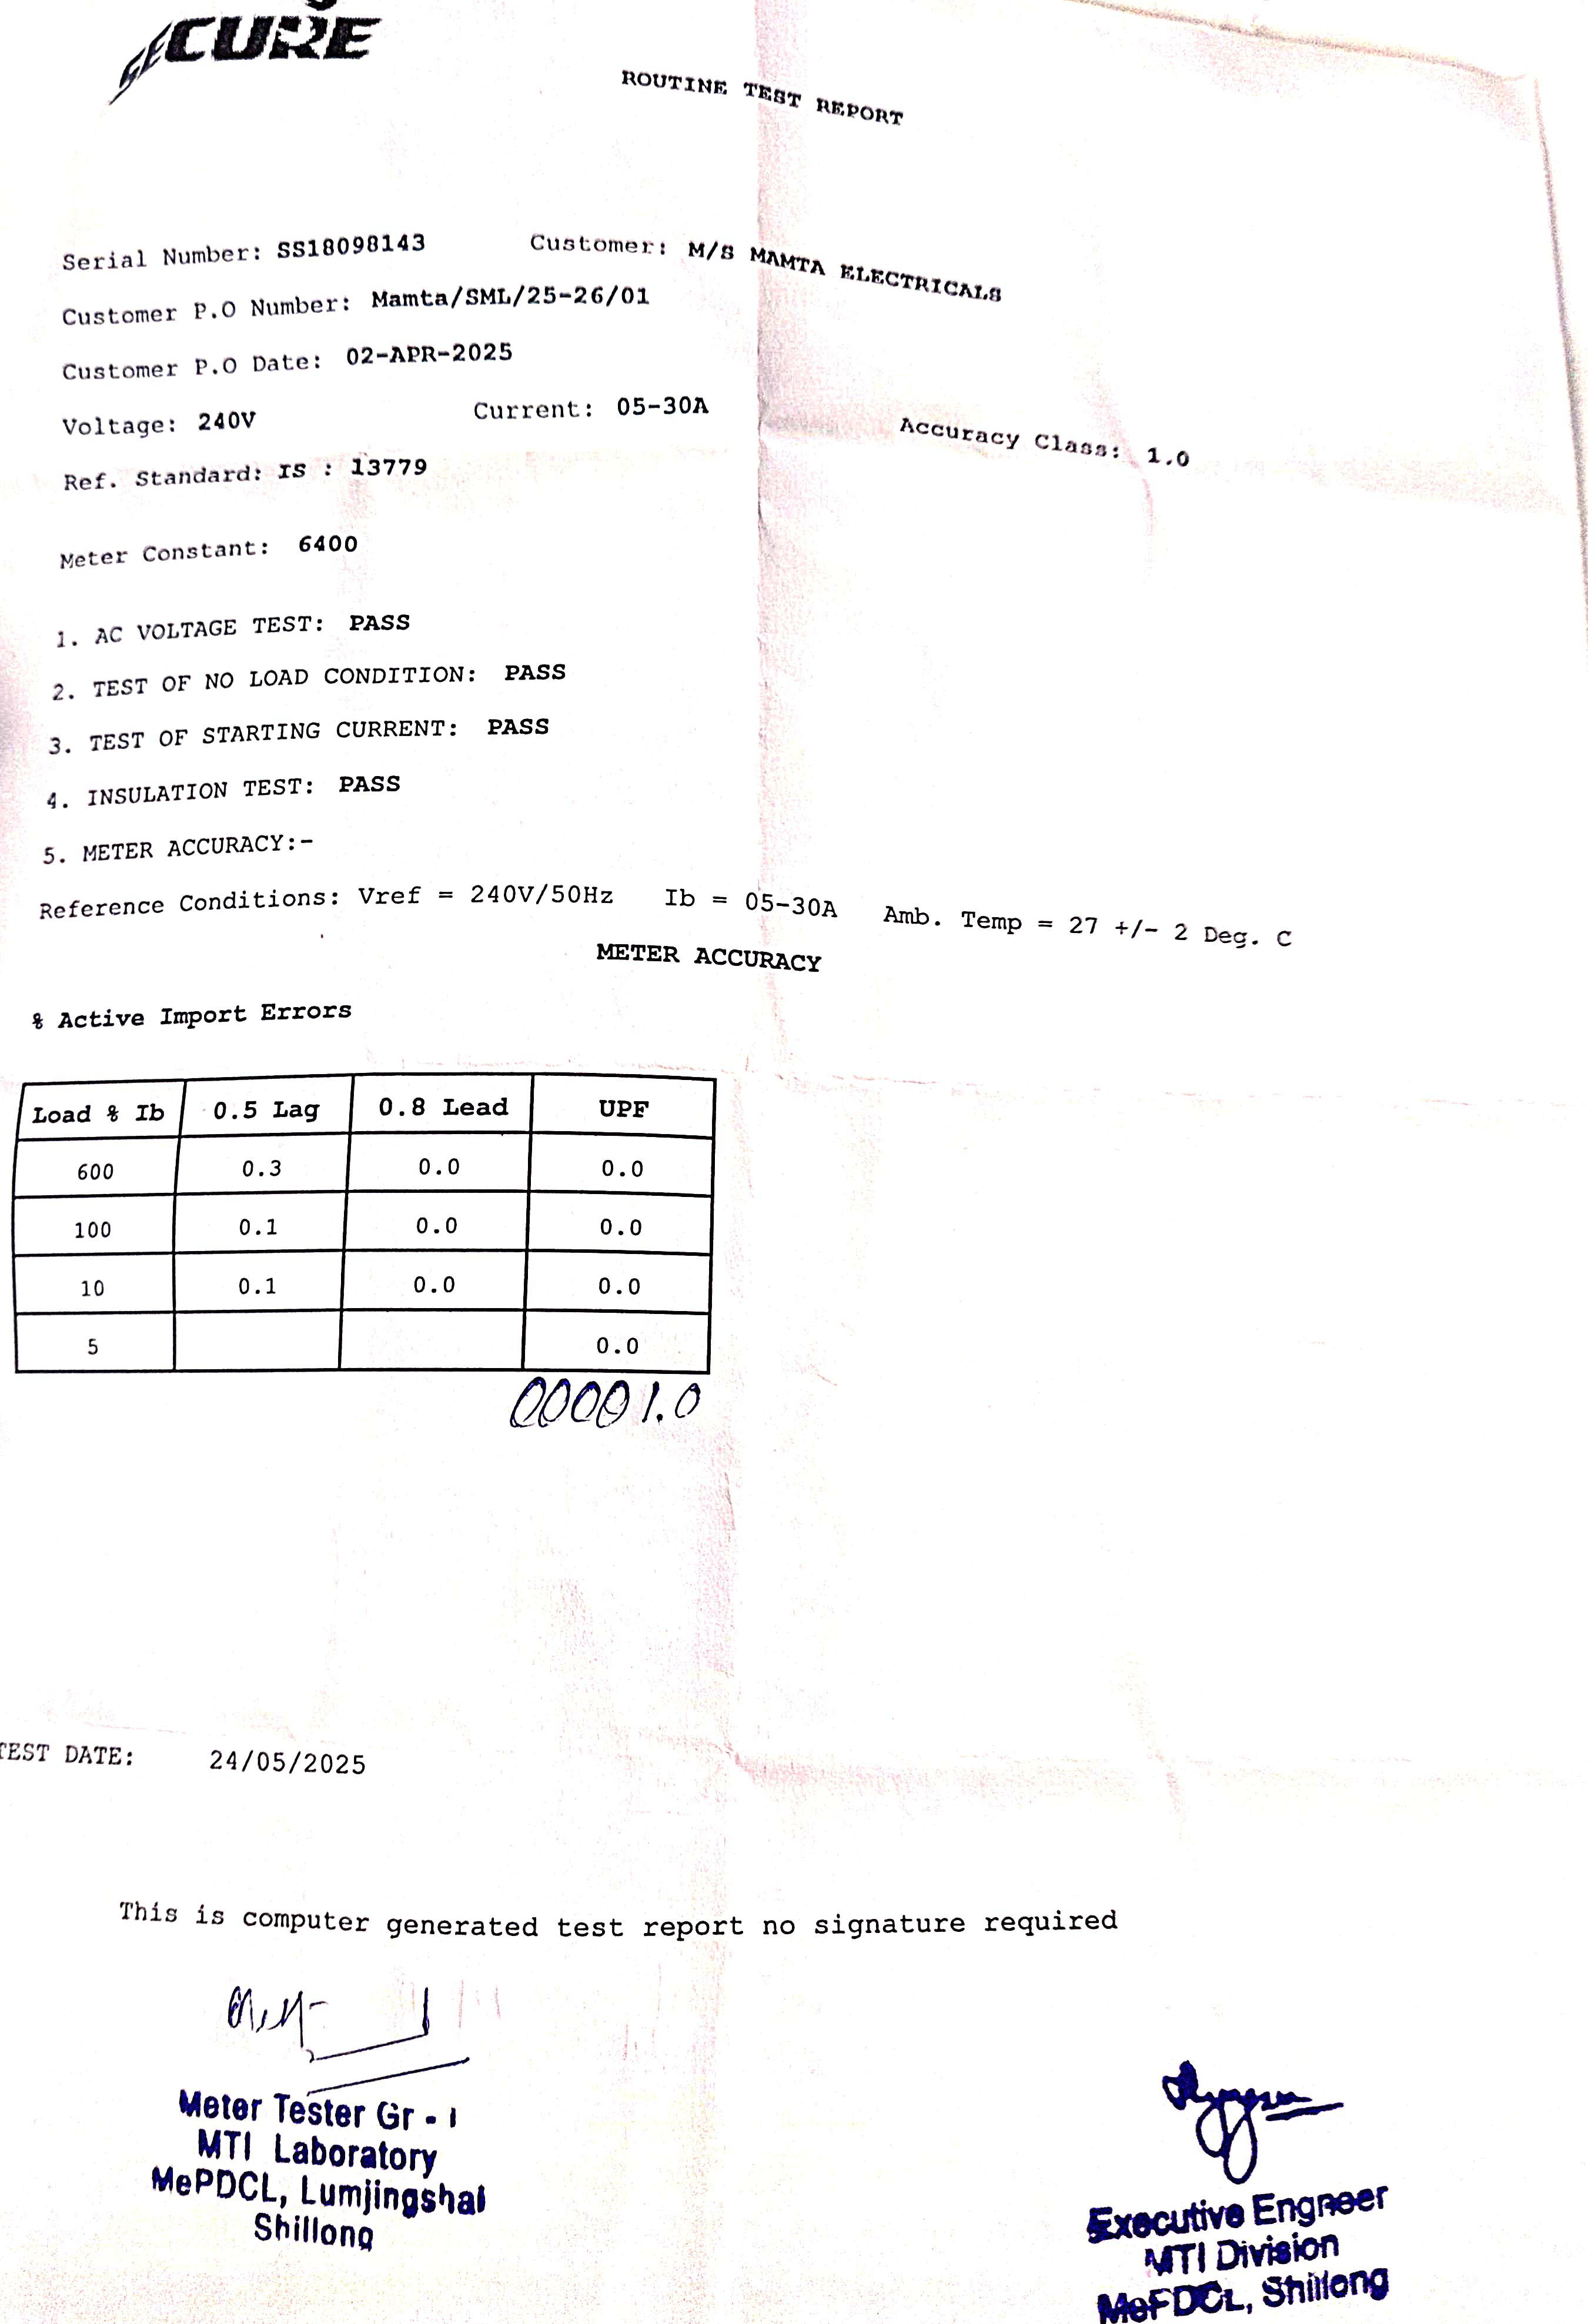 SECURE
ROUTINE TEST REPORT
Serial Number: SS18098143 Customer: M/S MAMTA ELECTRICALS
Customer P.O Number: Mamta/SML/25-26/01
Customer P.O Date: 02-APR-2025
Voltage: 240V Current: 05-30A Accuracy Class: 1.0
Ref. Standard: IS : 13779
Meter Constant: 6400
1. AC VOLTAGE TEST: PASS
2. TEST OF NO LOAD CONDITION: PASS
3. TEST OF STARTING CURRENT: PASS
4. INSULATION TEST: PASS
5. METER ACCURACY:-
Reference Conditions: Vref = 240V/50Hz Ib = 05-30A Amb. Temp = 27 +/- 2 Deg. C
METER ACCURACY
% Active Import Errors
Load % Ib 0.5 Lag 0.8 Lead UPF
600 0.3 0.0 0.0
100 0.1 0.0 0.0
10 0.1 0.0 0.0
5 0.0
00001.0
TEST DATE: 24/05/2025
This is computer generated test report no signature required
Meter Tester Gr - I
MTI Laboratory
MePDCL, Lumjingshai
Shillong
Executive Engneer
MTI Division
MePDCL, Shillong